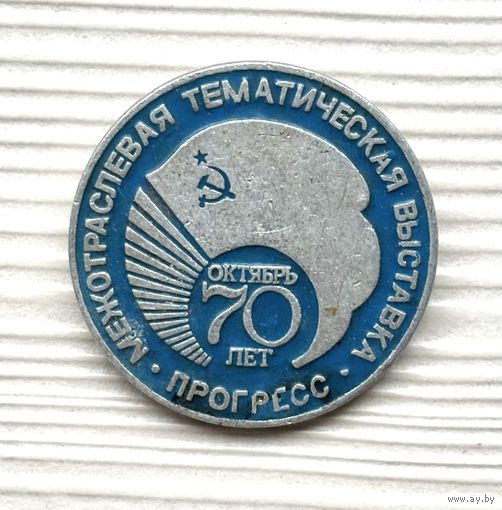 МЕЖОТРАСЛЕВАЯ ТЕМАТИЧЕСКАЯ ВЫСТАВКА
• ПРОГРЕСС •
ОКТЯБРЬ
70
ЛЕТ
www.ay.by